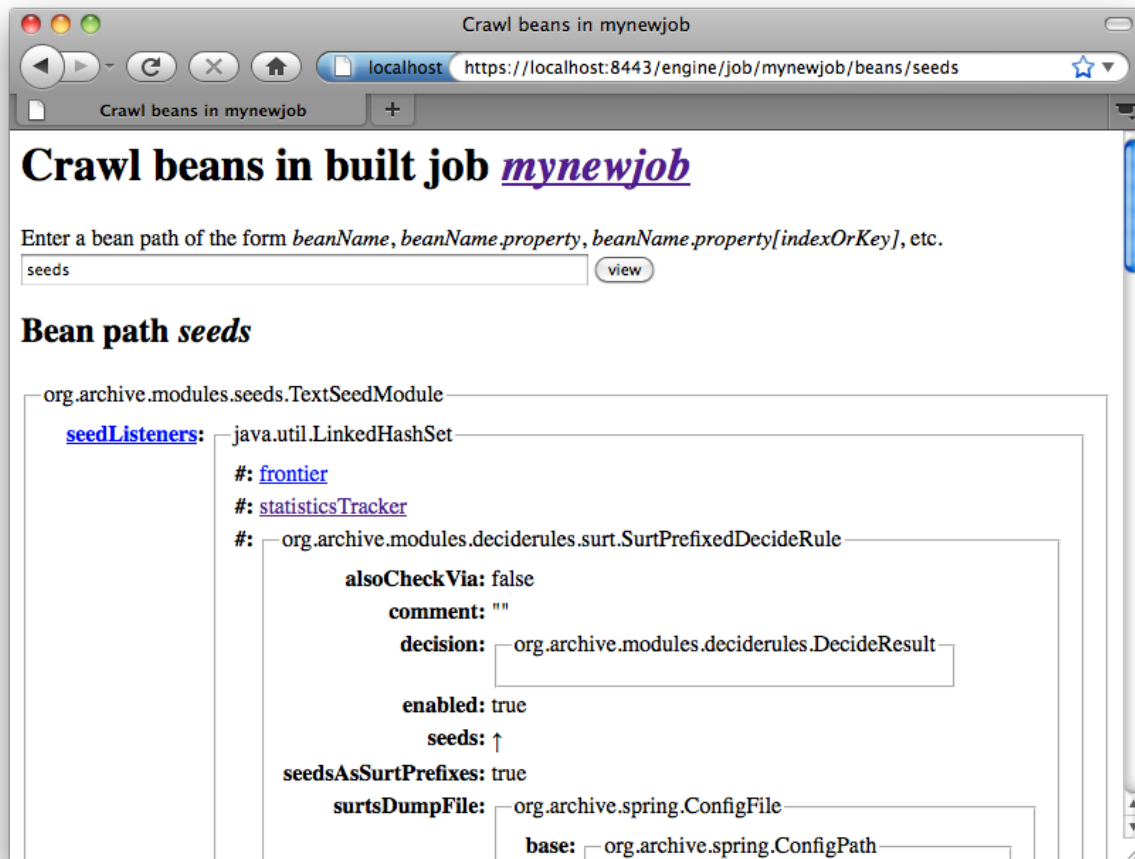 Crawl beans in mynewjob
localhost https://localhost:8443/engine/job/mynewjob/beans/seeds
Crawl beans in mynewjob +
Crawl beans in built job mynewjob
Enter a bean path of the form beanName, beanName.property, beanName.property[indexOrKey], etc.
seeds view
Bean path seeds
org.archive.modules.seeds.TextSeedModule
seedListeners: java.util.LinkedHashSet
#: frontier
#: statisticsTracker
#: org.archive.modules.deciderules.surt.SurtPrefixedDecideRule
alsoCheckVia: false
comment: ""
decision: org.archive.modules.deciderules.DecideResult
enabled: true
seeds: ↑
seedsAsSurtPrefixes: true
surtsDumpFile: org.archive.spring.ConfigFile
base: org.archive.spring.ConfigPath